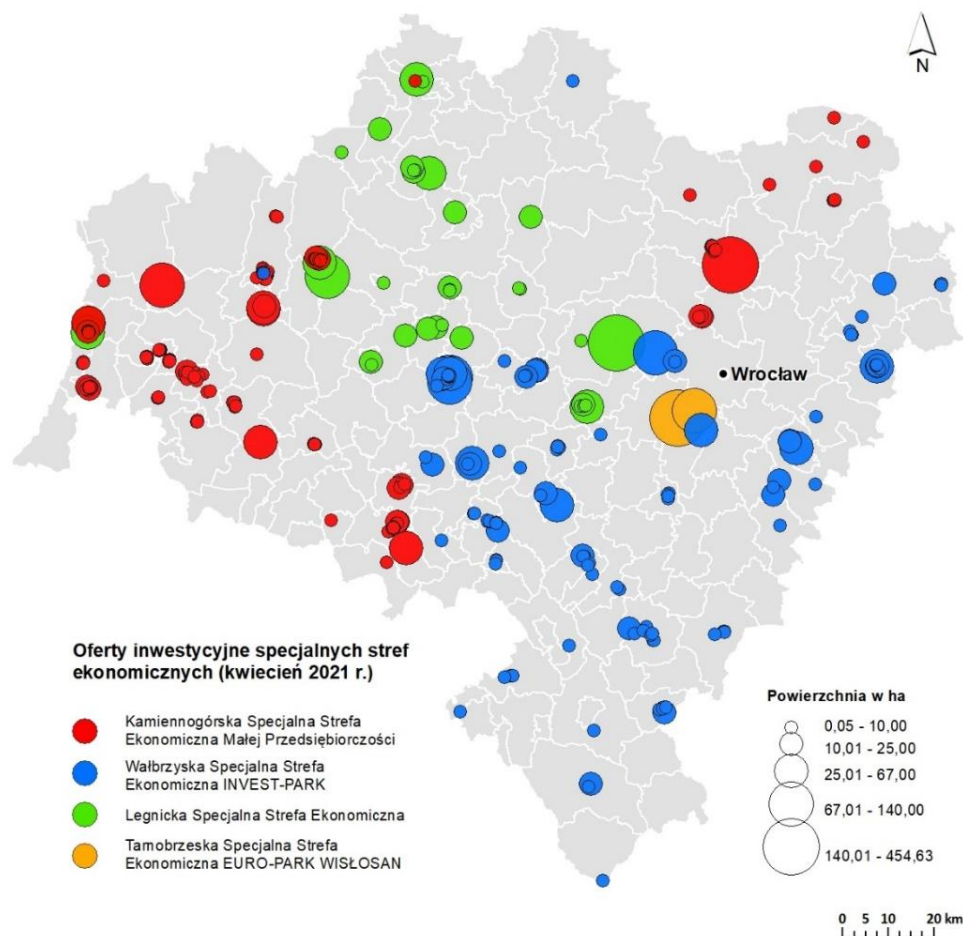 N
Wrocław
Oferty inwestycyjne specjalnych stref
ekonomicznych (kwiecień 2021 r.)
Kamiennogórska Specjalna Strefa
Ekonomiczna Małej Przedsiębiorczości
Wałbrzyska Specjalna Strefa
Ekonomiczna INVEST-PARK
Legnicka Specjalna Strefa Ekonomiczna
Tarnobrzeska Specjalna Strefa
Ekonomiczna EURO-PARK WISŁOSAN
Powierzchnia w ha
0,05 - 10,00
10,01 - 25,00
25,01 - 67,00
67,01 - 140,00
140,01 - 454,63
0 5 10 20 km